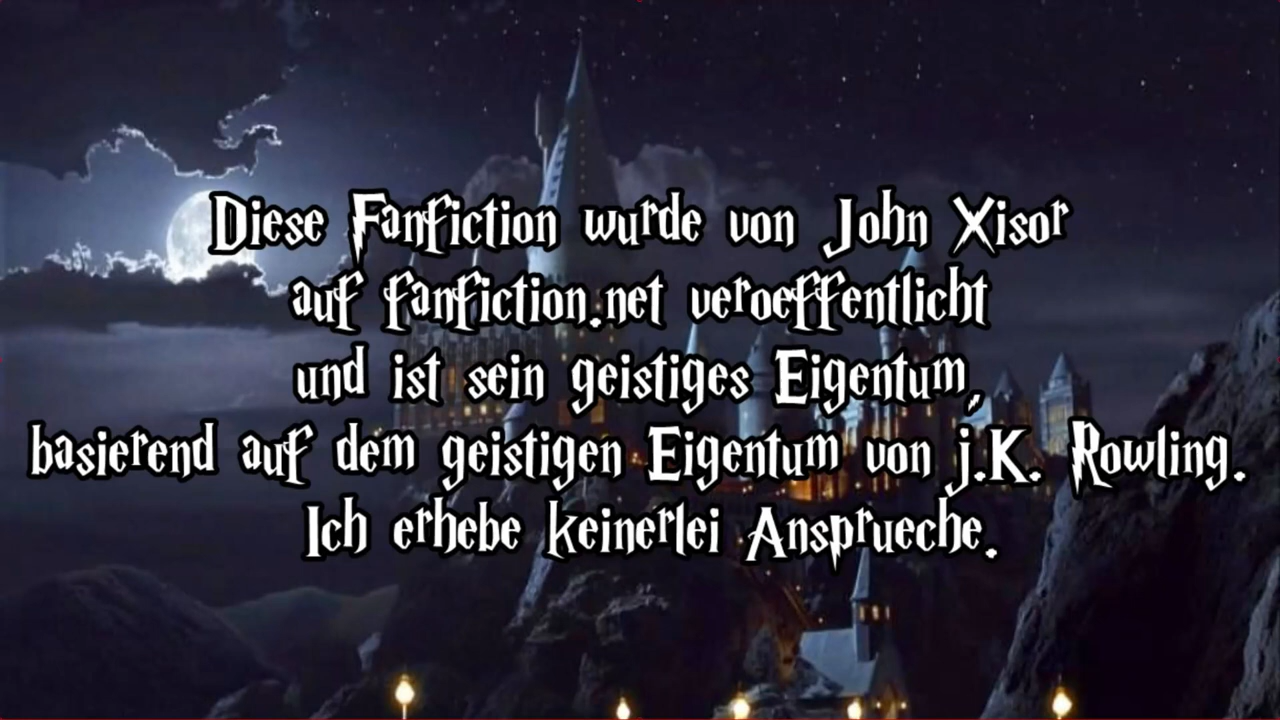 Diese Fanfiction wurde von John Xisor
auf fanfiction.net veroeffentlicht
und ist sein geistiges Eigentum,
basierend auf dem geistigen Eigentum von j.K. Rowling.
Ich erhebe keinerlei Ansprueche.